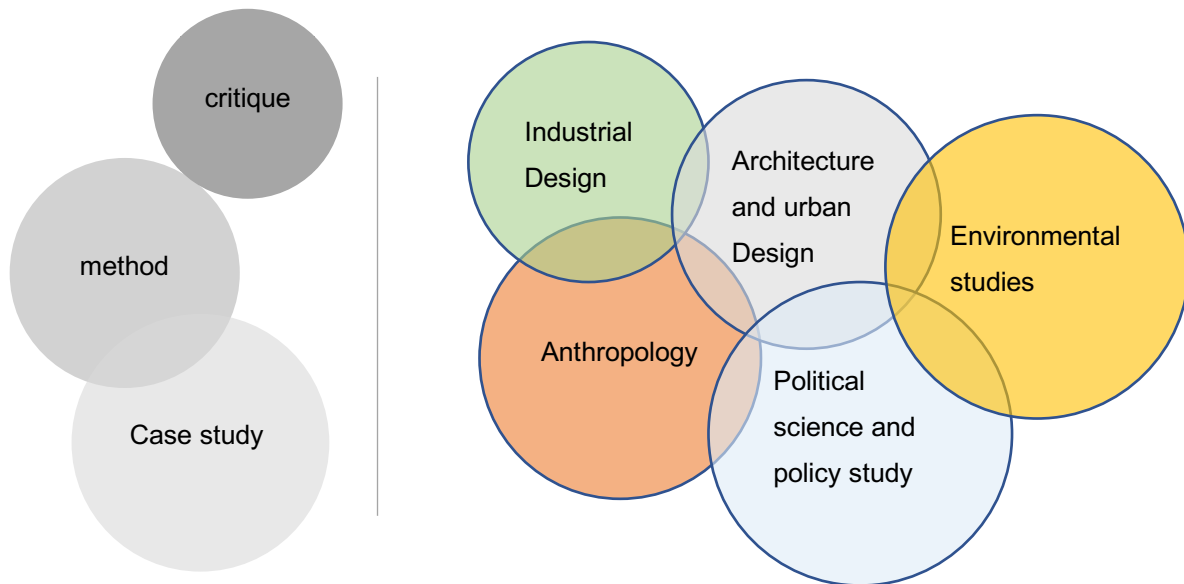 critique
method
Case study
Industrial
Design
Architecture
and urban
Design
Environmental
studies
Anthropology
Political
science and
policy study